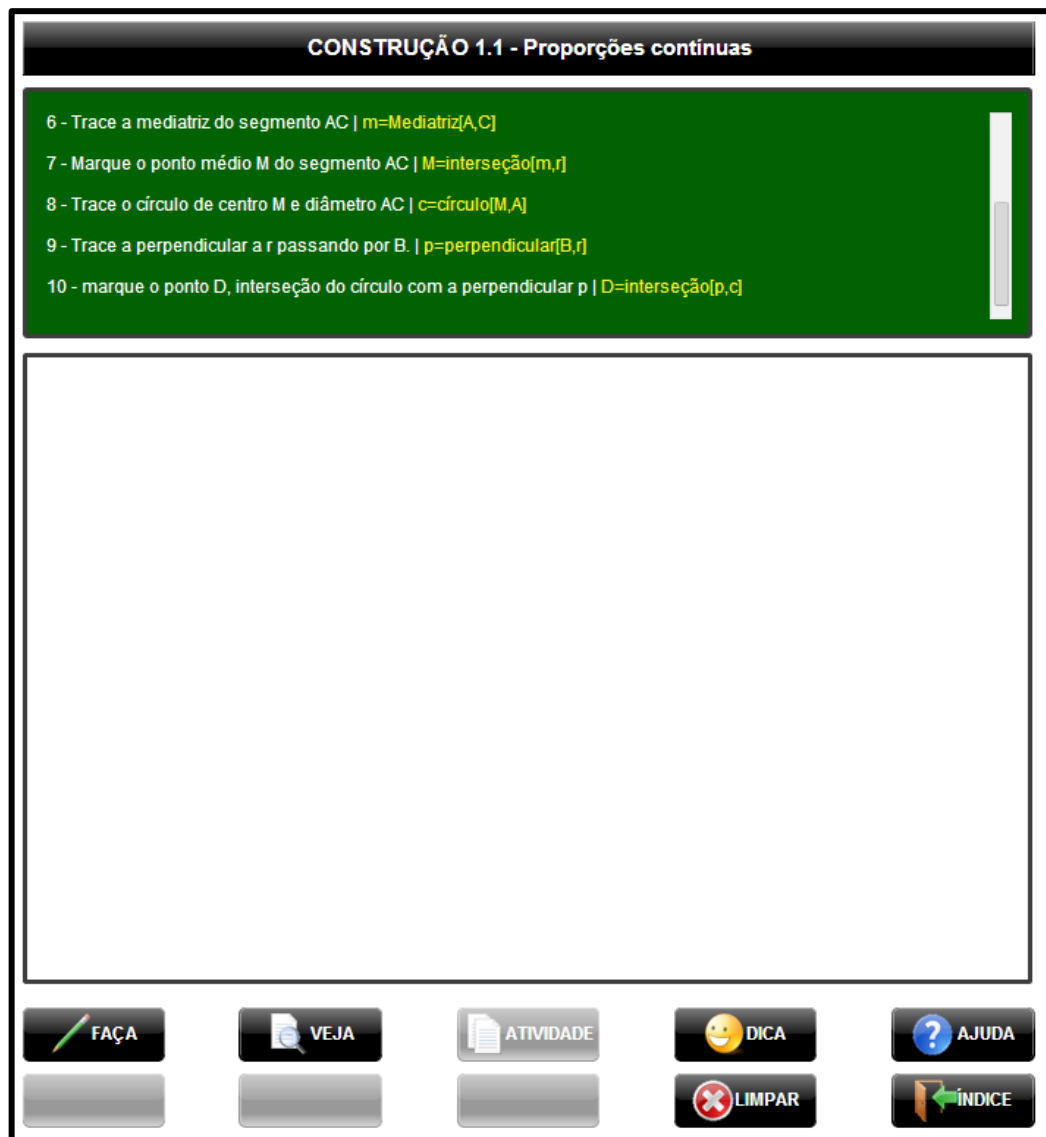 CONSTRUÇÃO 1.1 - Proporções contínuas
6 - Trace a mediatriz do segmento AC | m=Mediatriz[A,C]
7 - Marque o ponto médio M do segmento AC | M=interseção[m,r]
8 - Trace o círculo de centro M e diâmetro AC | c=círculo[M,A]
9 - Trace a perpendicular a r passando por B. | p=perpendicular[B,r]
10 - marque o ponto D, interseção do círculo com a perpendicular p | D=interseção[p,c]
FAÇA VEJA ATIVIDADE DICA AJUDA
LIMPAR ÍNDICE